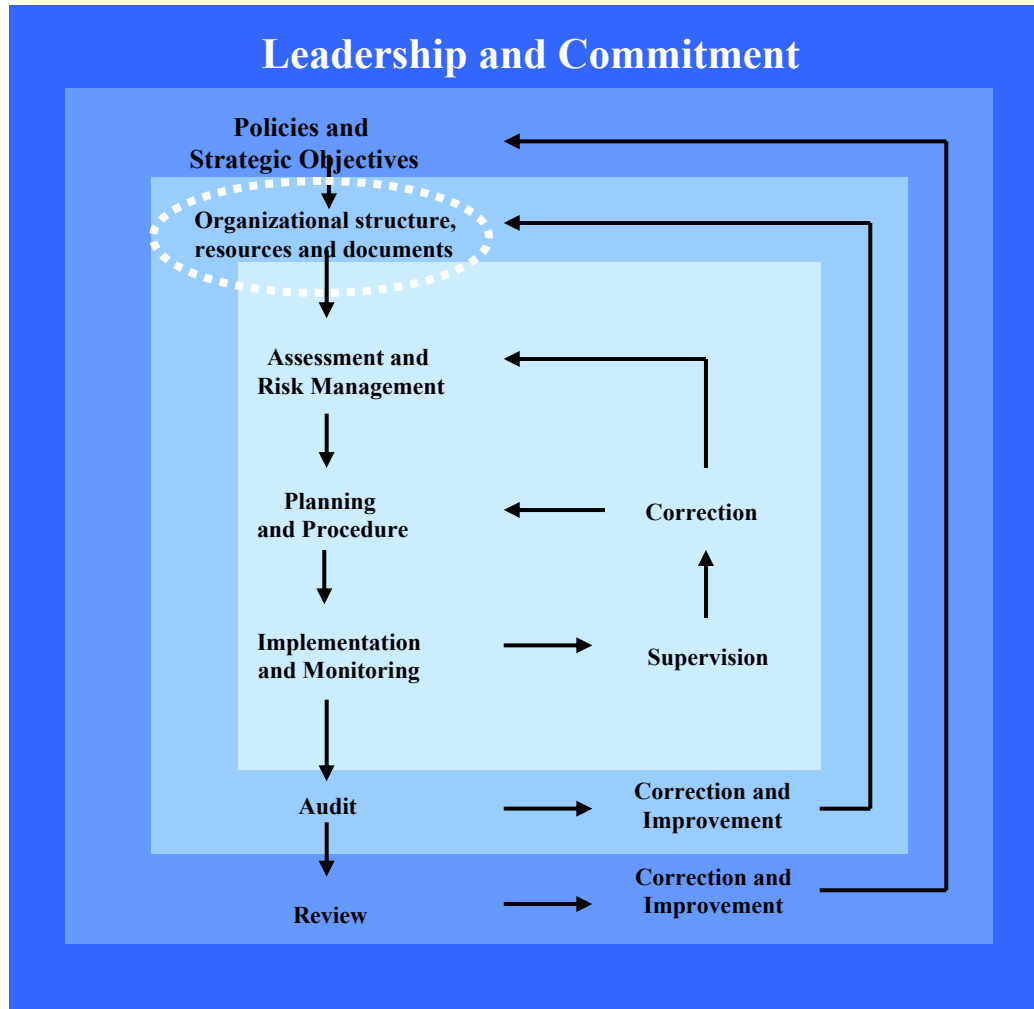 Leadership and Commitment
Policies and
Strategic Objectives
Organizational structure,
resources and documents
Assessment and
Risk Management
Planning
and Procedure
Correction
Implementation
and Monitoring
Supervision
Audit
Correction and
Improvement
Review
Correction and
Improvement